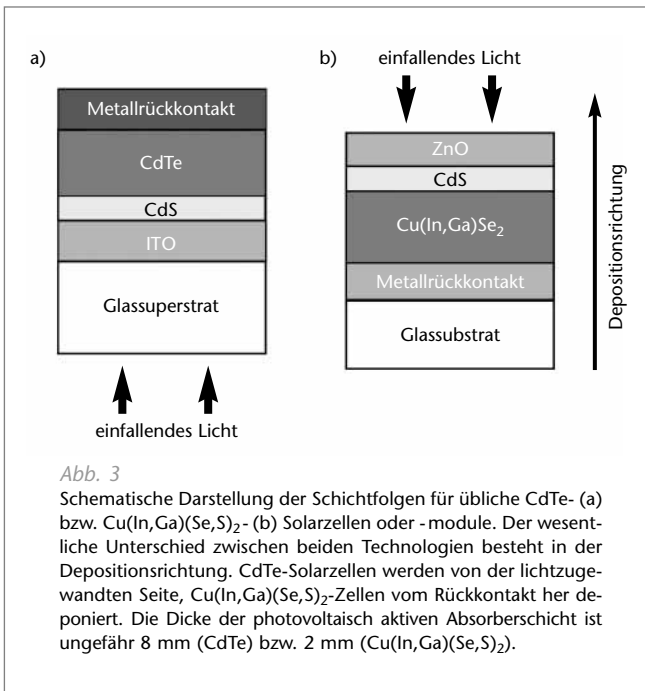 a)
Metallrückkontakt
CdTe
CdS
ITO
Glassuperstrat
einfallendes Licht
b)
einfallendes Licht
ZnO
CdS
Cu(In,Ga)Se₂
Metallrückkontakt
Glassubstrat
Depositionsrichtung
Abb. 3
Schematische Darstellung der Schichtfolgen für übliche CdTe- (a)
bzw. Cu(In,Ga)(Se,S)₂- (b) Solarzellen oder -module. Der wesent-
liche Unterschied zwischen beiden Technologien besteht in der
Depositionsrichtung. CdTe-Solarzellen werden von der lichtzuge-
wandten Seite, Cu(In,Ga)(Se,S)₂-Zellen vom Rückkontakt her de-
poniert. Die Dicke der photovoltaisch aktiven Absorberschicht ist
ungefähr 8 mm (CdTe) bzw. 2 mm (Cu(In,Ga)(Se,S)₂).